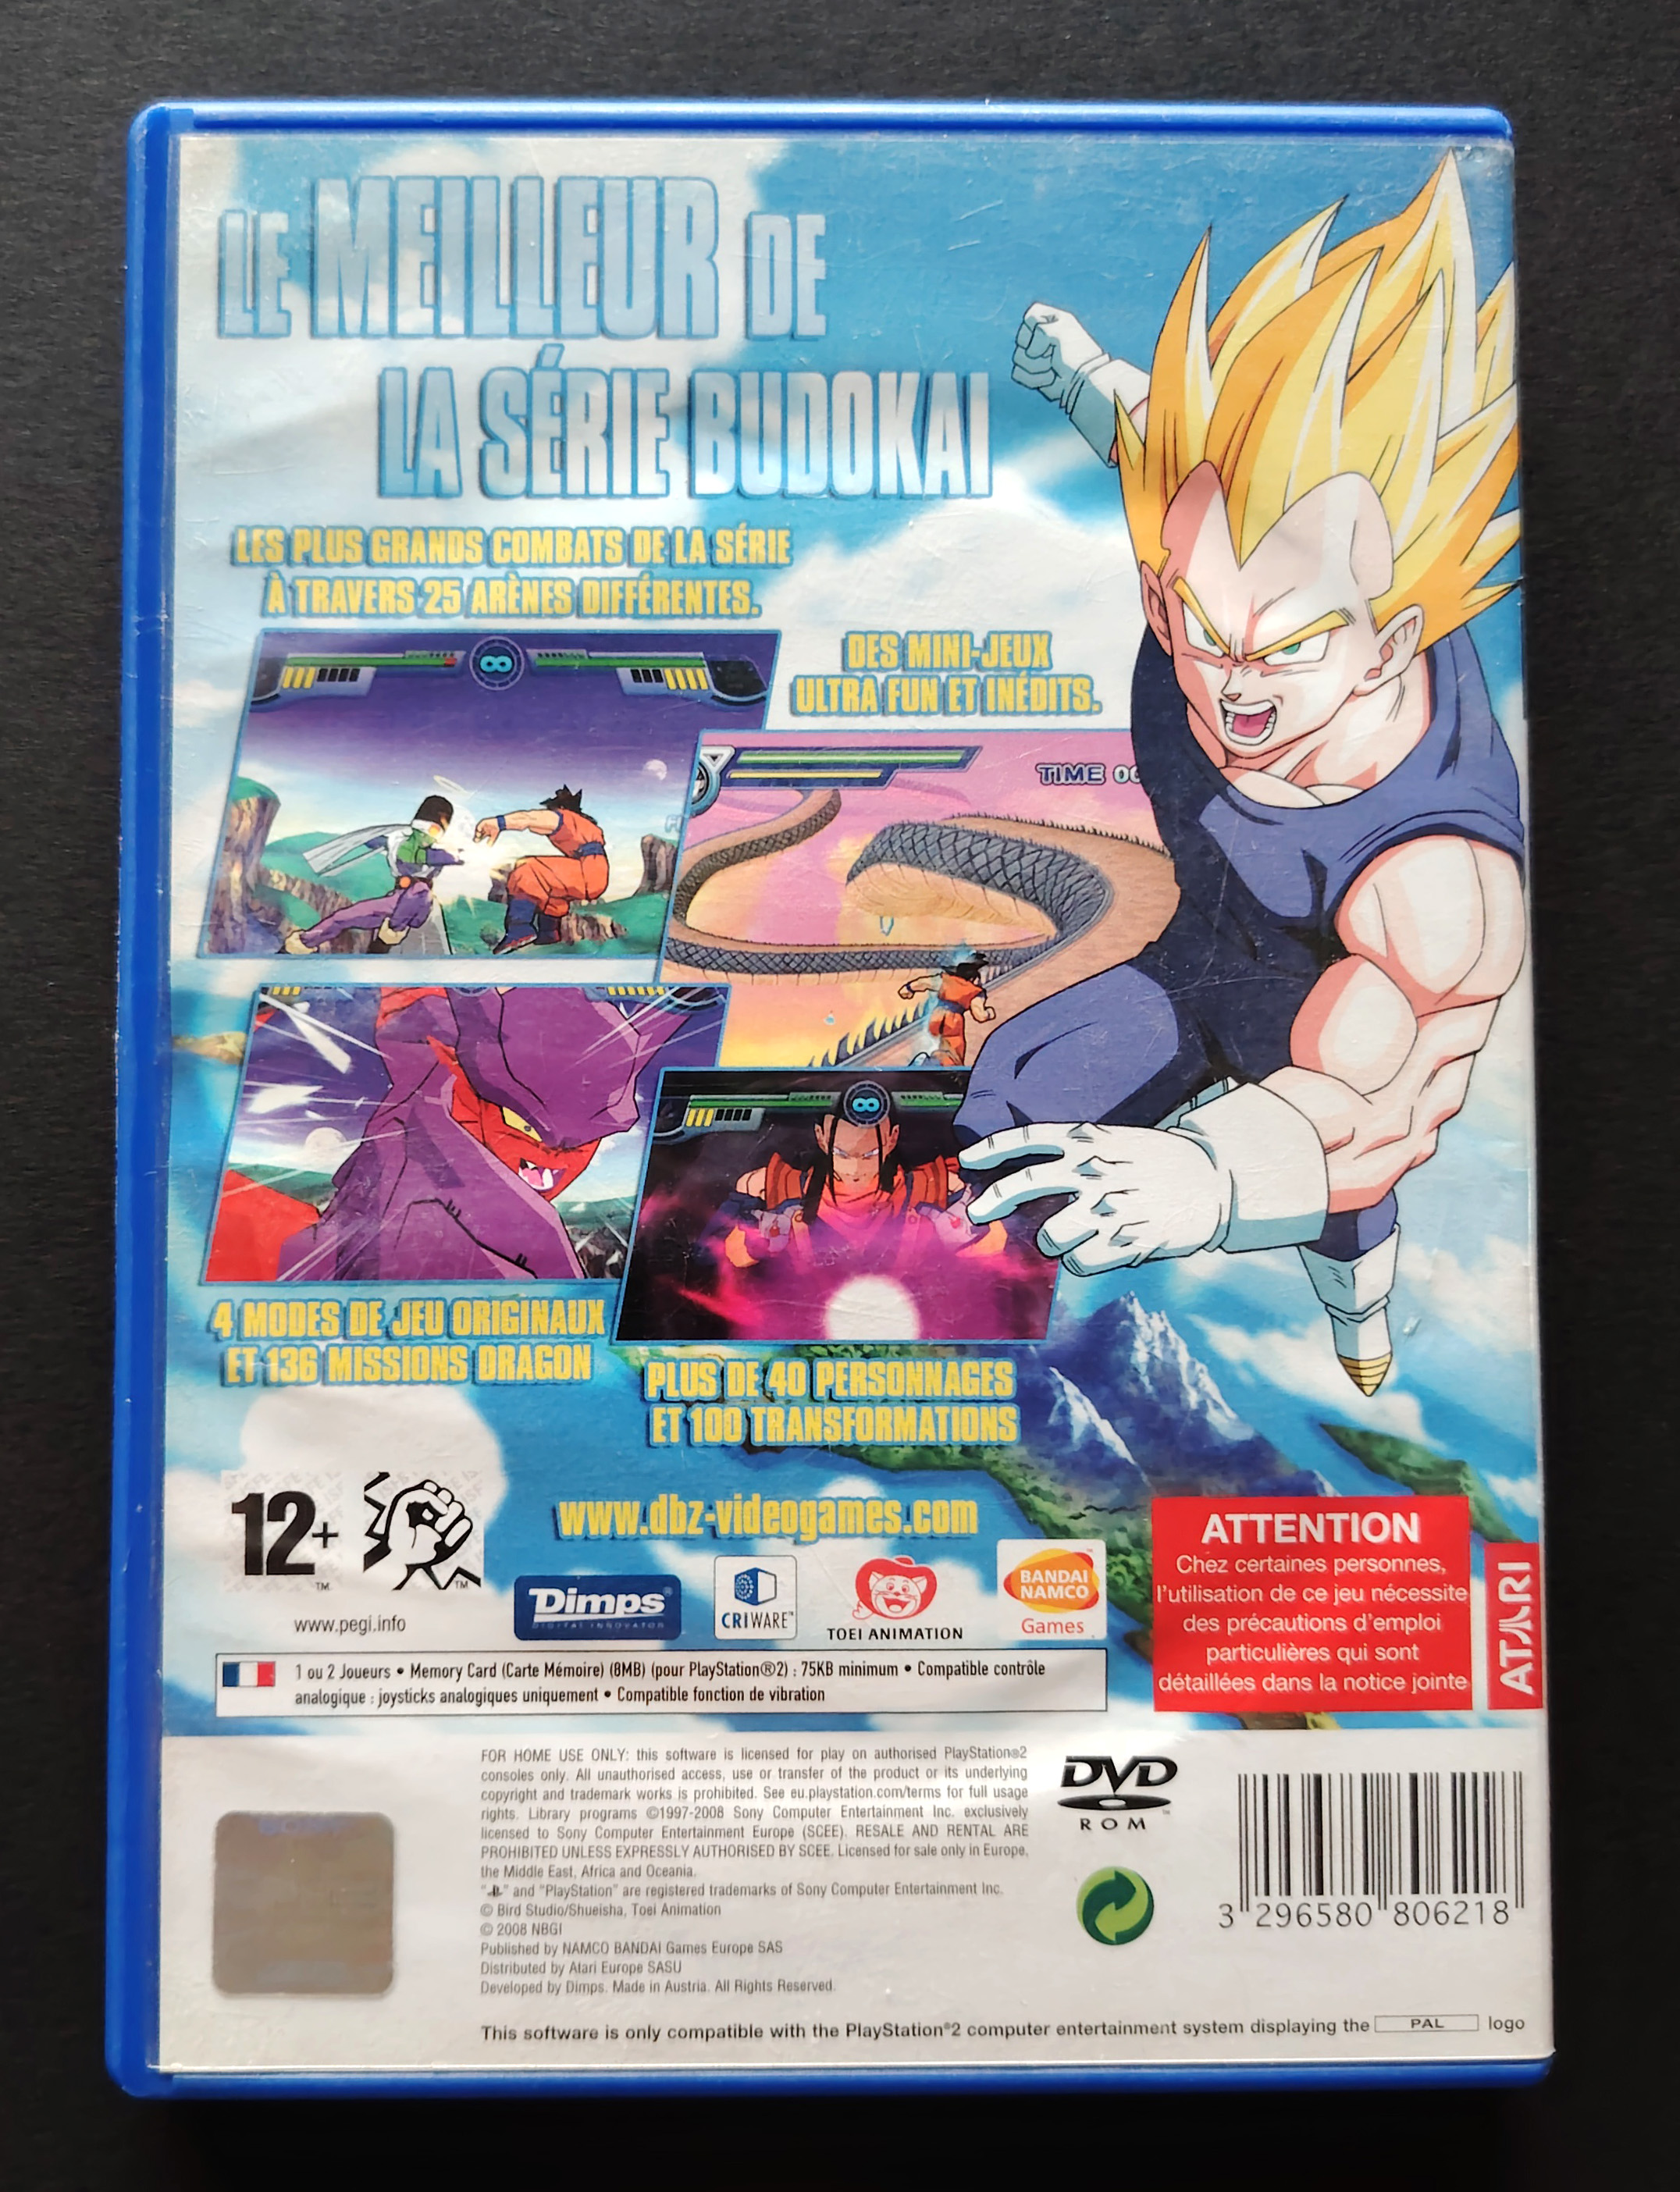 LE MEILLEUR DE
LA SÉRIE BUDOKAI
LES PLUS GRANDS COMBATS DE LA SÉRIE
À TRAVERS 25 ARÈNES DIFFÉRENTES.
DES MINI-JEUX
ULTRA FUN ET INÉDITS.
TIME
4 MODES DE JEU ORIGINAUX
ET 136 MISSIONS DRAGON
PLUS DE 40 PERSONNAGES
ET 100 TRANSFORMATIONS
12+
TM
TM
www.pegi.info
www.dbz-videogames.com
Dimps®
DIGITAL INNOVATOR
CRIWARE™
TOEI ANIMATION
BANDAI
NAMCO
Games
ATTENTION
Chez certaines personnes,
l'utilisation de ce jeu nécessite
des précautions d'emploi
particulières qui sont
détaillées dans la notice jointe
ATARI
1 ou 2 Joueurs • Memory Card (Carte Mémoire) (8MB) (pour PlayStation®2) : 75KB minimum • Compatible contrôle
analogique : joysticks analogiques uniquement • Compatible fonction de vibration
FOR HOME USE ONLY: this software is licensed for play on authorised PlayStation®2
consoles only. All unauthorised access, use or transfer of the product or its underlying
copyright and trademark works is prohibited. See eu.playstation.com/terms for full usage
rights. Library programs ©1997-2008 Sony Computer Entertainment Inc. exclusively
licensed to Sony Computer Entertainment Europe (SCEE). RESALE AND RENTAL ARE
PROHIBITED UNLESS EXPRESSLY AUTHORISED BY SCEE. Licensed for sale only in Europe,
the Middle East, Africa and Oceania.
" " and "PlayStation" are registered trademarks of Sony Computer Entertainment Inc.
© Bird Studio/Shueisha, Toei Animation
© 2008 NBGI
Published by NAMCO BANDAI Games Europe SAS
Distributed by Atari Europe SASU
Developed by Dimps. Made in Austria. All Rights Reserved.
DVD
ROM
3 296580 806218
This software is only compatible with the PlayStation®2 computer entertainment system displaying the PAL logo